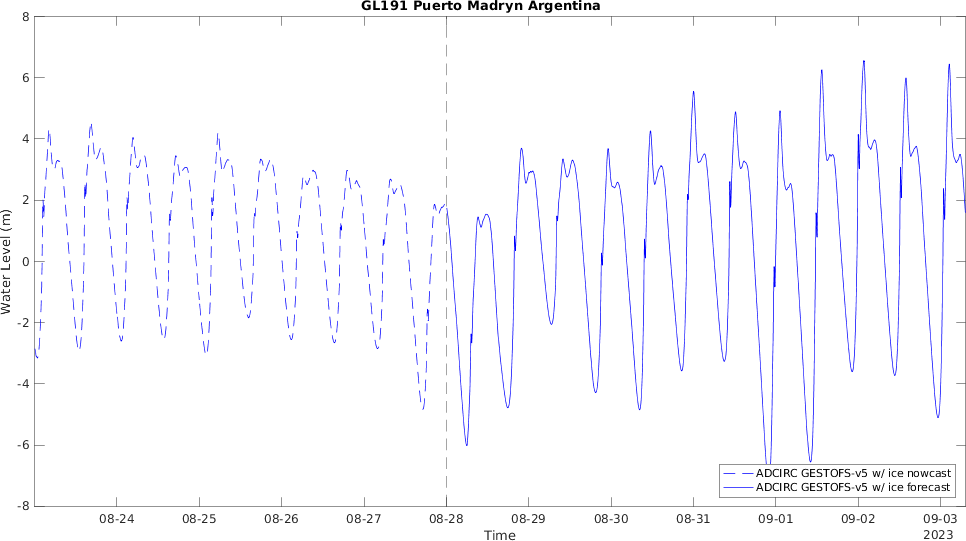 GL191 Puerto Madryn Argentina
8
6
4
2
0
-2
-4
-6
-8
Water Level (m)
ADCIRC GESTOFS-v5 w/ ice nowcast
ADCIRC GESTOFS-v5 w/ ice forecast
08-24 08-25 08-26 08-27 08-28 08-29 08-30 08-31 09-01 09-02 09-03
2023
Time